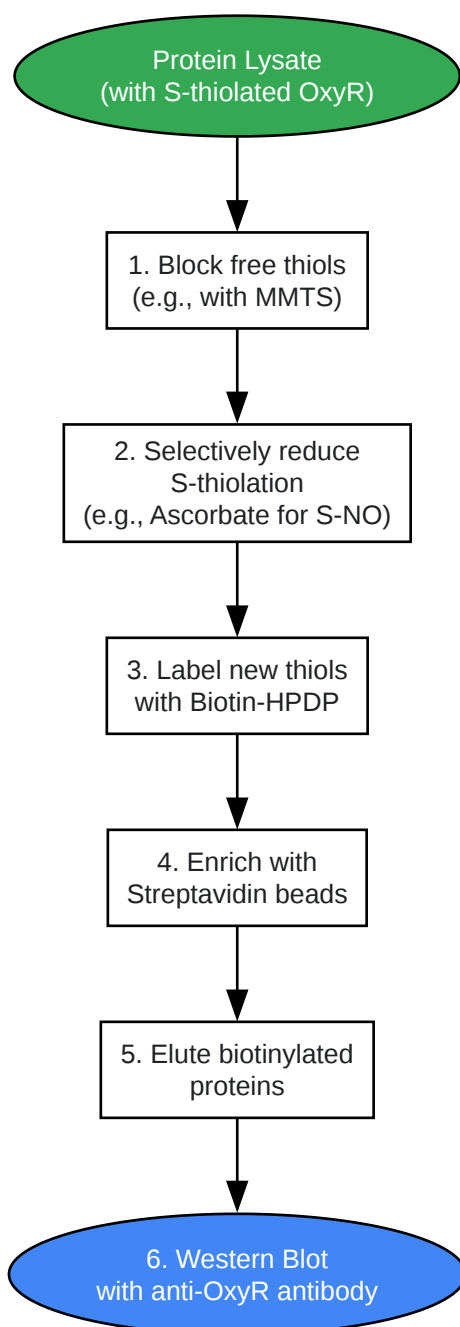 Protein Lysate
(with S-thiolated OxyR)
1. Block free thiols
(e.g., with MMTS)
2. Selectively reduce
S-thiolation
(e.g., Ascorbate for S-NO)
3. Label new thiols
with Biotin-HPDP
4. Enrich with
Streptavidin beads
5. Elute biotinylated
proteins
6. Western Blot
with anti-OxyR antibody